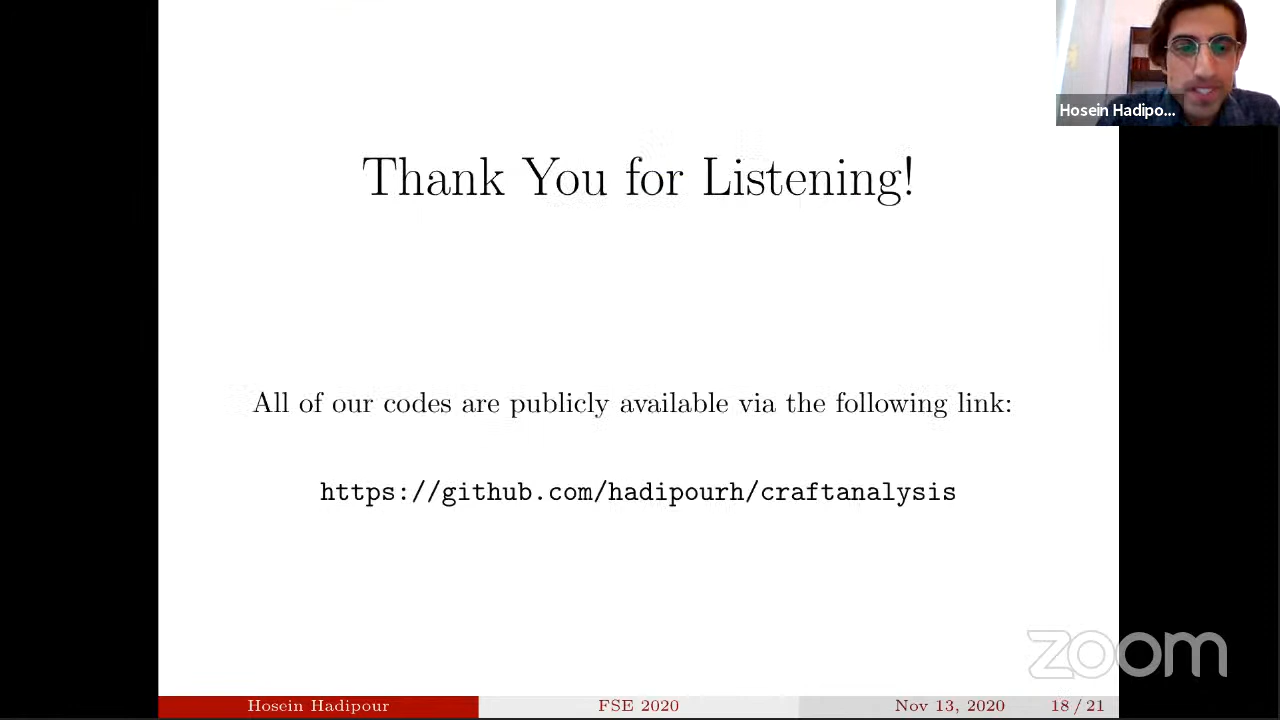 Hosein Hadipo...
Thank You for Listening!
All of our codes are publicly available via the following link:
https://github.com/hadipourh/craftanalysis
zoom
Hosein Hadipour FSE 2020 Nov 13, 2020 18 / 21